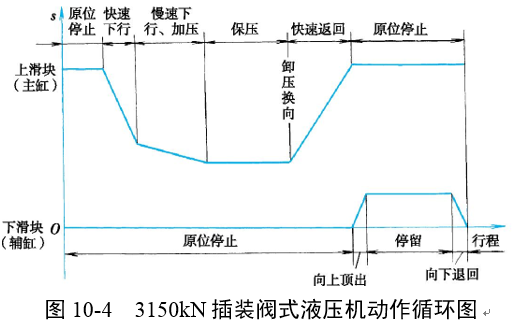 s
原位停止
快速下行
慢速下行、加压
保压
快速返回
原位停止
上滑块
（主缸）
卸压换向
下滑块
（辅缸）
O
原位停止
停留
行程
向上顶出
向下退回
图 10-4 3150kN 插装阀式液压机动作循环图